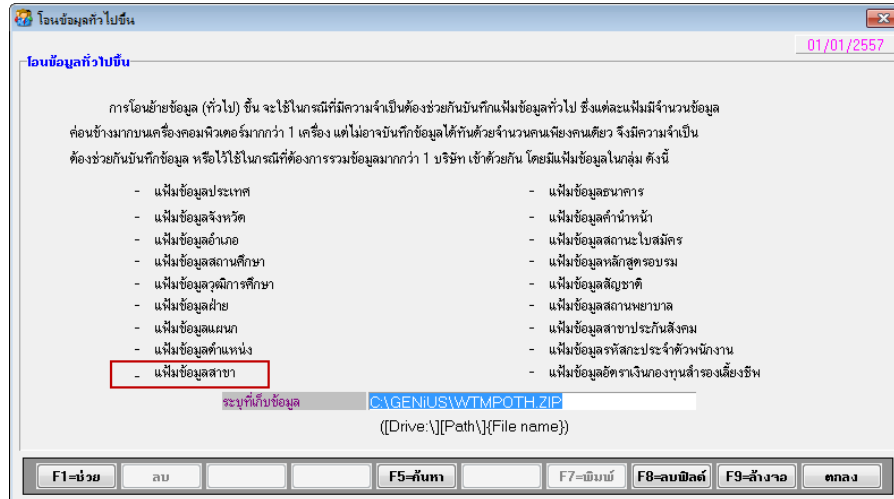 โอนข้อมูลทั่วไปขึ้น
01/01/2557
โอนข้อมูลทั่วไปขึ้น
การโอนย้ายข้อมูล (ทั่วไป) ขึ้น จะใช้ในกรณีที่มีความจำเป็นต้องช่วยกันบันทึกแฟ้มข้อมูลทั่วไป ซึ่งแต่ละแฟ้มมีจำนวนข้อมูล
ค่อนข้างมากบนเครื่องคอมพิวเตอร์มากกว่า 1 เครื่อง แต่ไม่อาจบันทึกข้อมูลได้ทันด้วยจำนวนคนเพียงคนเดียว จึงมีความจำเป็น
ต้องช่วยกันบันทึกข้อมูล หรือไว้ใช้ในกรณีที่ต้องการรวมข้อมูลมากกว่า 1 บริษัท เข้าด้วยกัน โดยมีแฟ้มข้อมูลในกลุ่ม ดังนี้
- แฟ้มข้อมูลประเทศ
- แฟ้มข้อมูลจังหวัด
- แฟ้มข้อมูลอำเภอ
- แฟ้มข้อมูลสถานศึกษา
- แฟ้มข้อมูลวุฒิการศึกษา
- แฟ้มข้อมูลฝ่าย
- แฟ้มข้อมูลแผนก
- แฟ้มข้อมูลตำแหน่ง
- แฟ้มข้อมูลสาขา
- แฟ้มข้อมูลธนาคาร
- แฟ้มข้อมูลคำนำหน้า
- แฟ้มข้อมูลสถานะใบสมัคร
- แฟ้มข้อมูลหลักสูตรอบรม
- แฟ้มข้อมูลสัญชาติ
- แฟ้มข้อมูลสถานพยาบาล
- แฟ้มข้อมูลสาขาประกันสังคม
- แฟ้มข้อมูลรหัสกะประจำตัวพนักงาน
- แฟ้มข้อมูลอัตราเงินกองทุนสำรองเลี้ยงชีพ
ระบุที่เก็บข้อมูล C:\GENiUS\WTMPOTH.ZIP
([Drive:\][Path\]{File name})
F1=ช่วย ลบ F5=ค้นหา F7=พิมพ์ F8=ลบฟิลด์ F9=ล้างจอ ตกลง